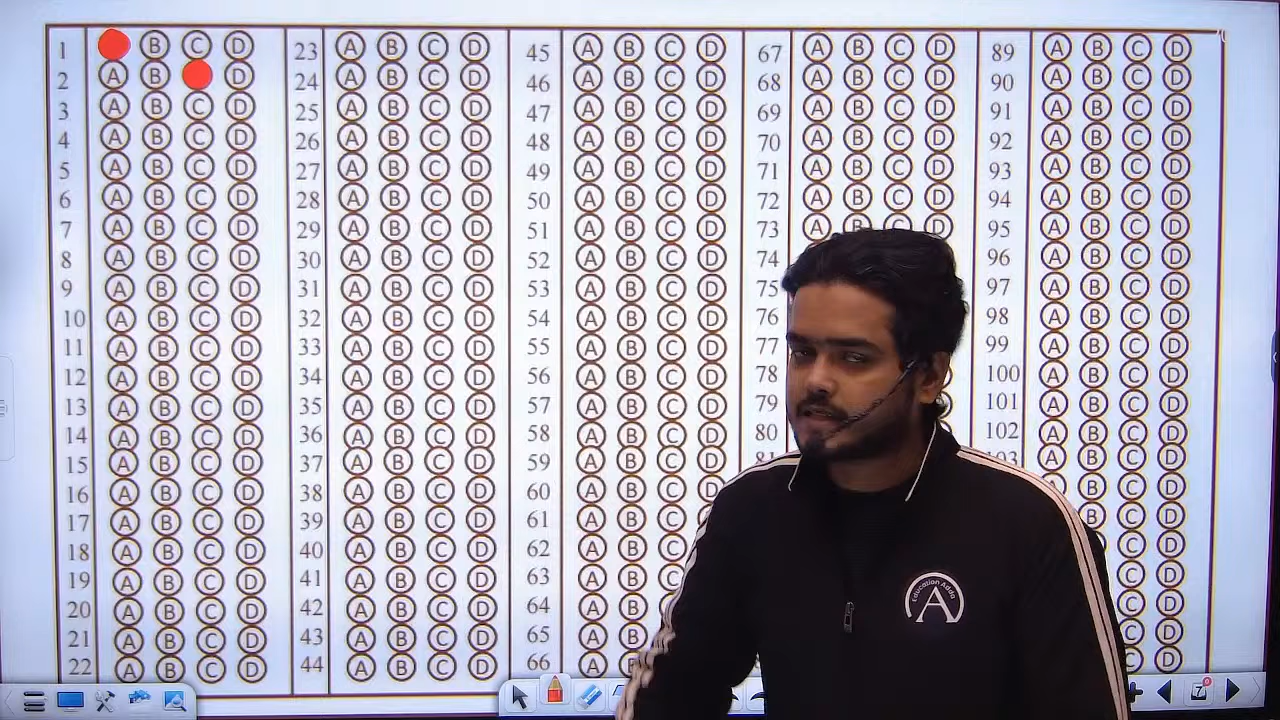 1 B C D 23 A B C D 45 A B C D 67 A B C D 89 A B C D
2 A B D 24 A B C D 46 A B C D 68 A B C D 90 A B C D
3 A B C D 25 A B C D 47 A B C D 69 A B C D 91 A B C D
4 A B C D 26 A B C D 48 A B C D 70 A B C D 92 A B C D
5 A B C D 27 A B C D 49 A B C D 71 A B C D 93 A B C D
6 A B C D 28 A B C D 50 A B C D 72 A B C D 94 A B C D
7 A B C D 29 A B C D 51 A B C D 73 A B C D 95 A B C D
8 A B C D 30 A B C D 52 A B C D 74 96 A B C D
9 A B C D 31 A B C D 53 A B C D 75 97 A B C D
10 A B C D 32 A B C D 54 A B C D 76 98 A B C D
11 A B C D 33 A B C D 55 A B C D 77 99 A B C D
12 A B C D 34 A B C D 56 A B C D 78 100 A B C D
13 A B C D 35 A B C D 57 A B C D 79 101 A B C D
14 A B C D 36 A B C D 58 A B C D 80 102 A B C D
15 A B C D 37 A B C D 59 A B C D A B C D
16 A B C D 38 A B C D 60 A B C D B C D
17 A B C D 39 A B C D 61 A B C B C D
18 A B C D 40 A B C D 62 A B C C D
19 A B C D 41 A B C D 63 A B C C D
20 A B C D 42 A B C D 64 A B C D
21 A B C D 43 A B C D 65 A B C D
22 A B C D 44 A B C D 66 A D
Education Adda
A
7